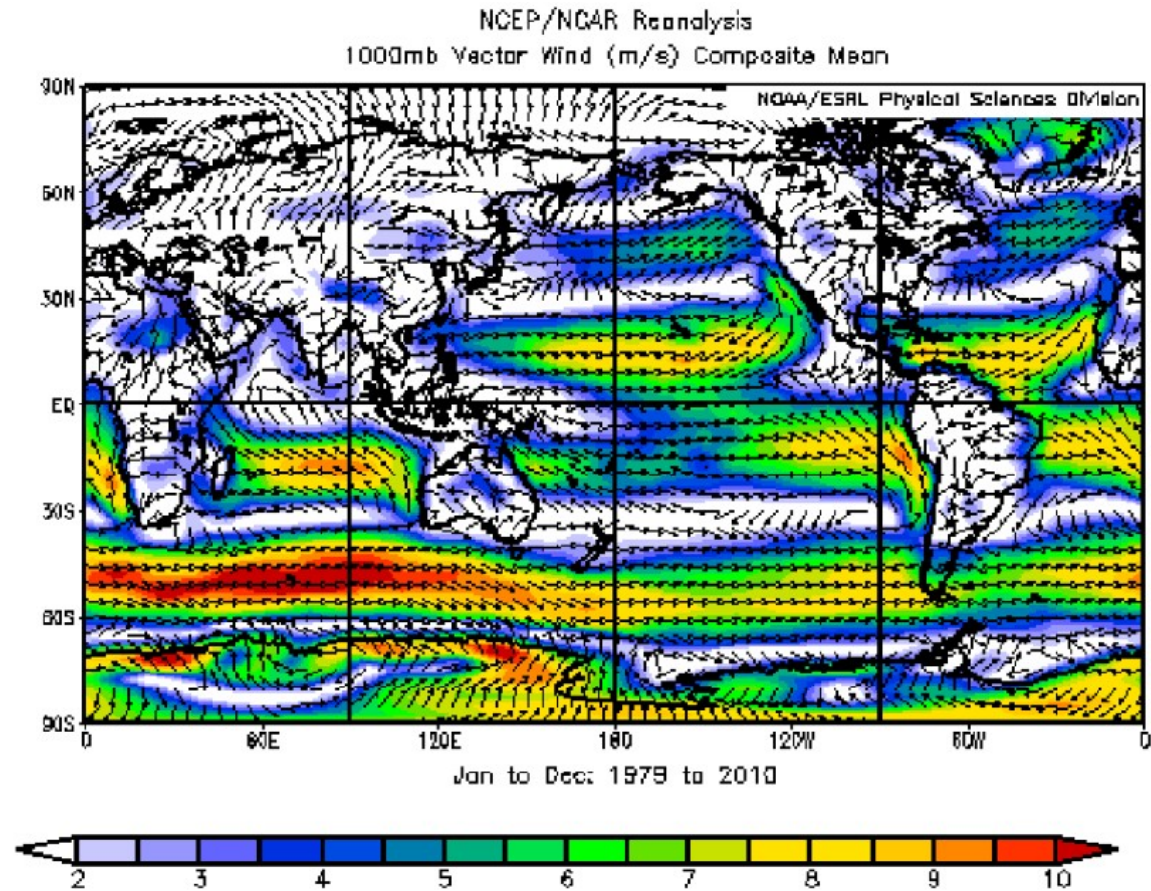 NCEP/NCAR Reanalysis
1000mb Vector Wind (m/s) Composite Mean
NOAA/ESRL Physical Sciences Division
90N
60N
30N
EQ
30S
60S
90S
0 60E 120E 180 120W 60W 0
Jan to Dec: 1979 to 2010
2 3 4 5 6 7 8 9 10